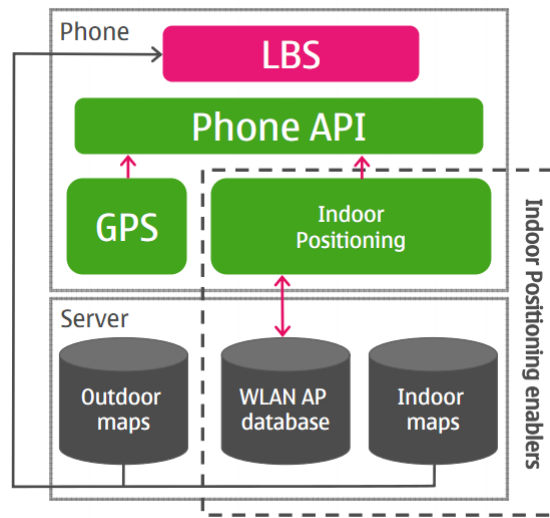 Phone
LBS
Phone API
GPS
Indoor
Positioning
Indoor Positioning enablers
Server
Outdoor
maps
WLAN AP
database
Indoor
maps